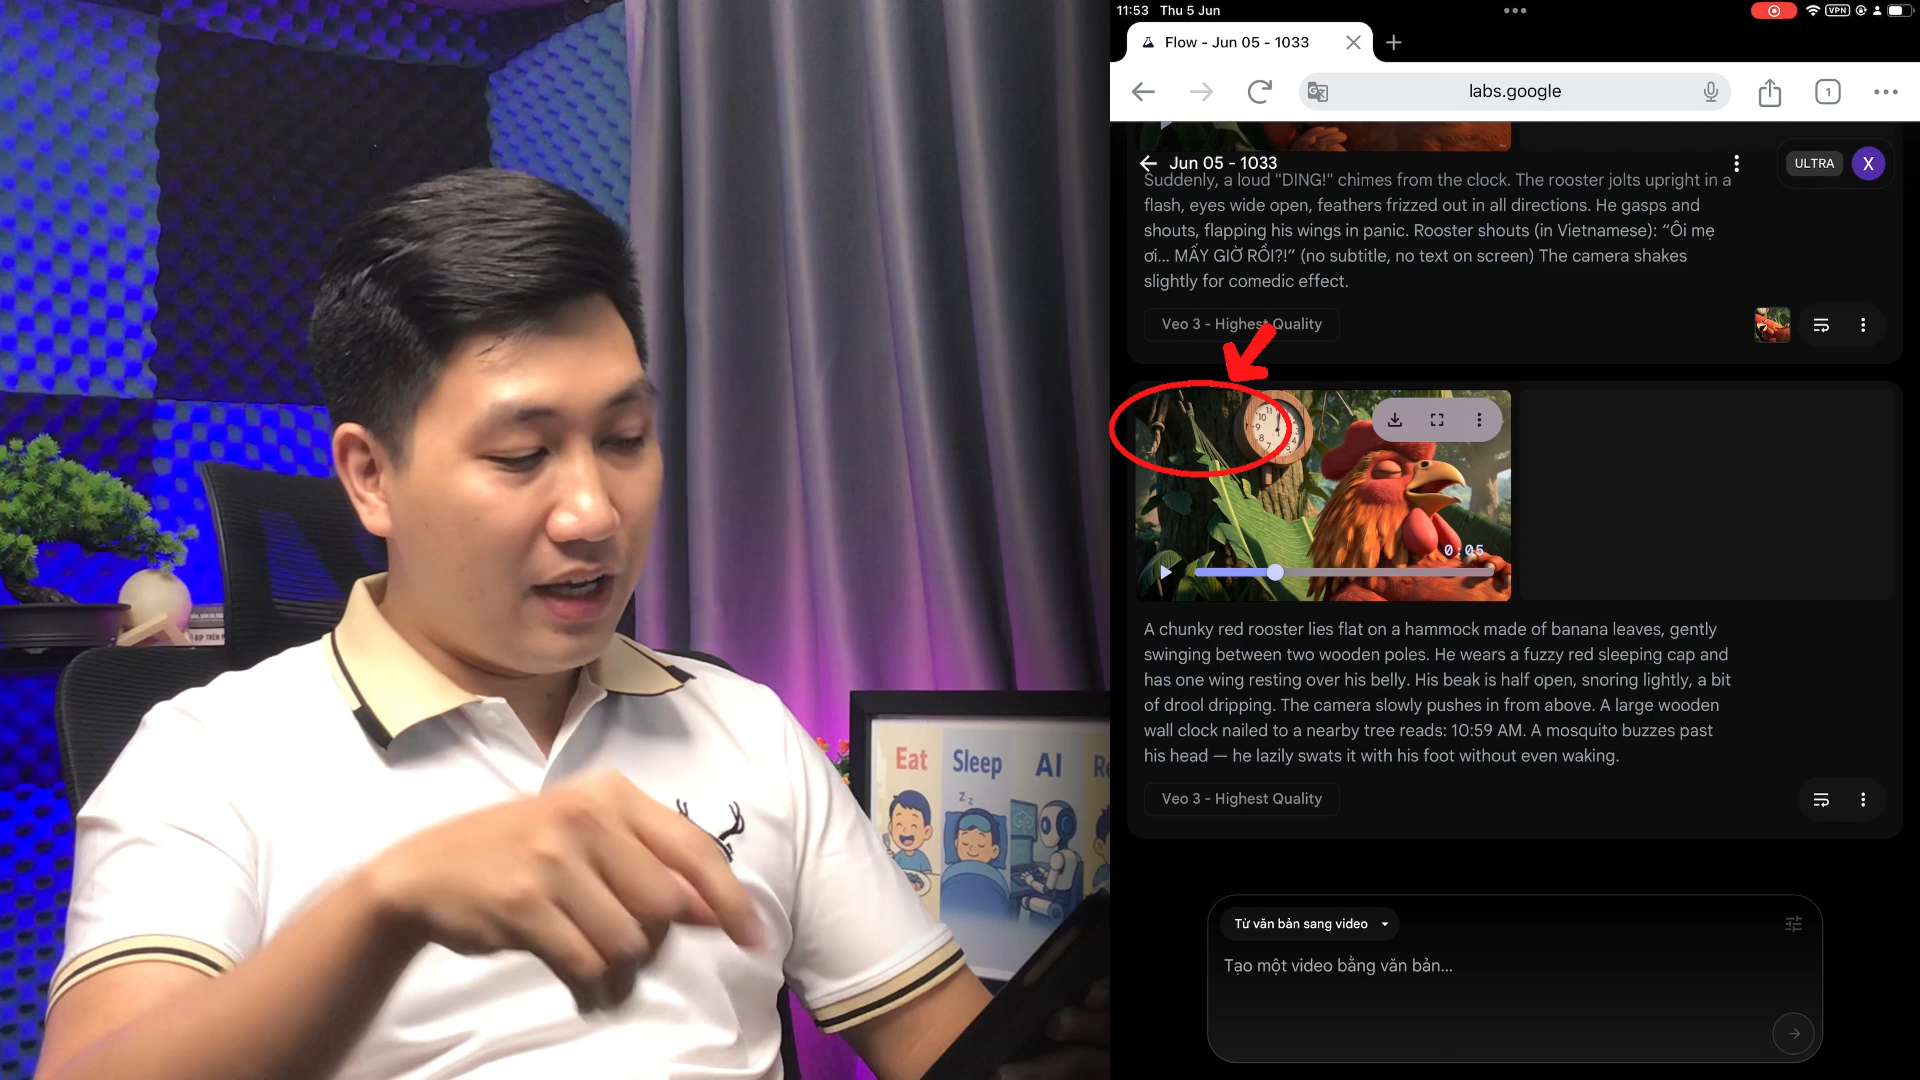 11:53 Thu 5 Jun
VPN
Flow - Jun 05 - 1033
labs.google
1
Jun 05 - 1033
ULTRA
X
Suddenly, a loud "DING!" chimes from the clock. The rooster jolts upright in a
flash, eyes wide open, feathers frizzed out in all directions. He gasps and
shouts, flapping his wings in panic. Rooster shouts (in Vietnamese): “Ôi mẹ
ơi... MẤY GIỜ RỒI?!” (no subtitle, no text on screen) The camera shakes
slightly for comedic effect.
Veo 3 - Highest Quality
11
10
9
8
7
0:05
A chunky red rooster lies flat on a hammock made of banana leaves, gently
swinging between two wooden poles. He wears a fuzzy red sleeping cap and
has one wing resting over his belly. His beak is half open, snoring lightly, a bit
of drool dripping. The camera slowly pushes in from above. A large wooden
wall clock nailed to a nearby tree reads: 10:59 AM. A mosquito buzzes past
his head — he lazily swats it with his foot without even waking.
Veo 3 - Highest Quality
Từ văn bản sang video
Tạo một video bằng văn bản...
Eat
Sleep
AI
Re
z z